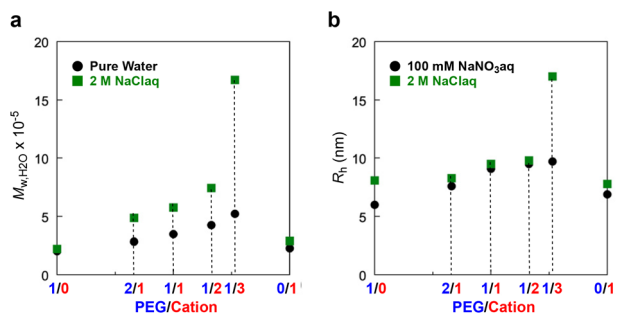 a
20
15
10
5
0
Mw,H2O x 10-5
Pure Water
2 M NaClaq
1/0
2/1
1/1
1/2
1/3
0/1
PEG/Cation
b
20
15
10
5
0
Rh (nm)
100 mM NaNO3aq
2 M NaClaq
1/0
2/1
1/1
1/2
1/3
0/1
PEG/Cation